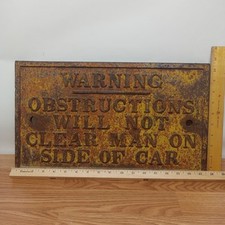 WARNING
OBSTRUCTIONS
WILL NOT
CLEAR MAN ON
SIDE OF CAR